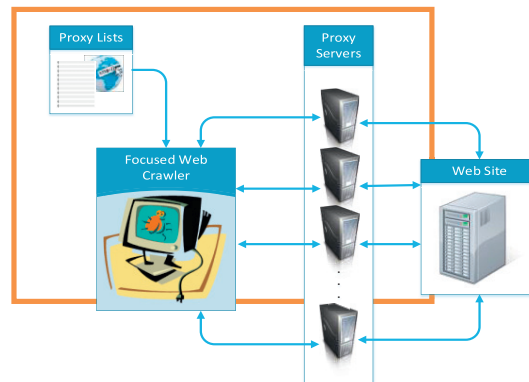 Proxy Lists
Proxy
Servers
Focused Web
Crawler
Web Site